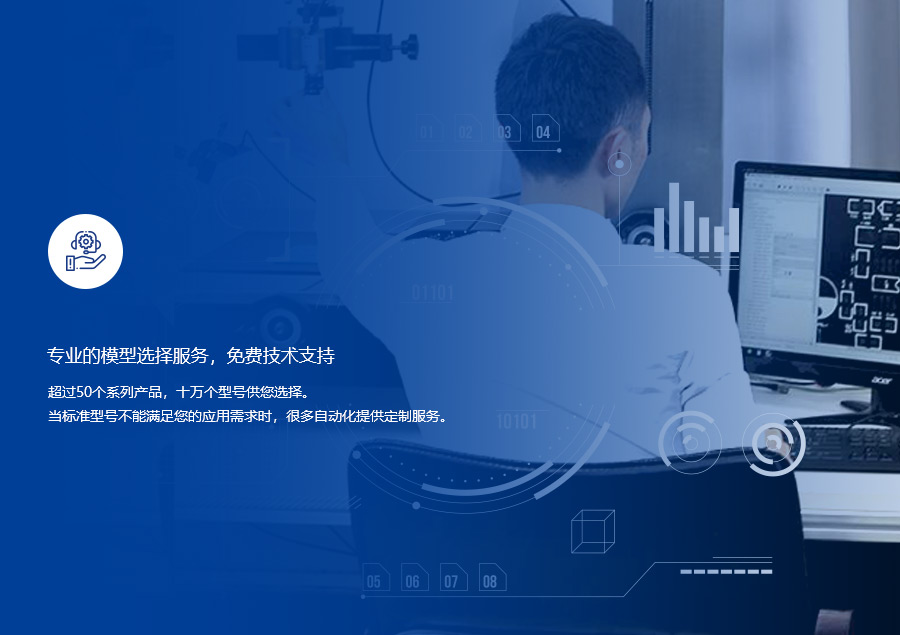 01 02 03 04
01101
专业的模型选择服务，免费技术支持
超过50个系列产品，十万个型号供您选择。
当标准型号不能满足您的应用需求时，很多自动化提供定制服务。
10101
05 06 07 08
acer